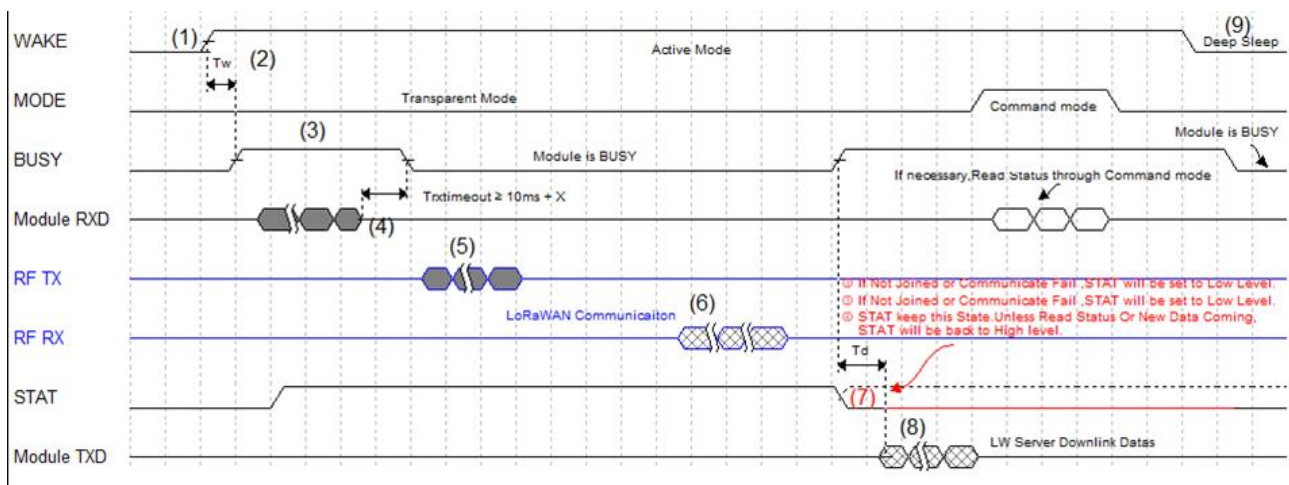 WAKE
(1)
Tw
(2)
Active Mode
(9)
Deep Sleep
MODE
Transparent Mode
Command mode
BUSY
(3)
Module is BUSY
Module is BUSY
If necessary,Read Status through Command mode
Trxtimeout ≥ 10ms + X
Module RXD
(4)
RF TX
(5)
① If Not Joined or Communicate Fail ,STAT will be set to Low Level.
① If Not Joined or Communicate Fail ,STAT will be set to Low Level.
② STAT keep this State.Unless Read Status Or New Data Coming,
STAT will be back to High level.
LoRaWAN Communicaiton
(6)
RF RX
Td
STAT
(7)
(8)
LW Server Downlink Datas
Module TXD